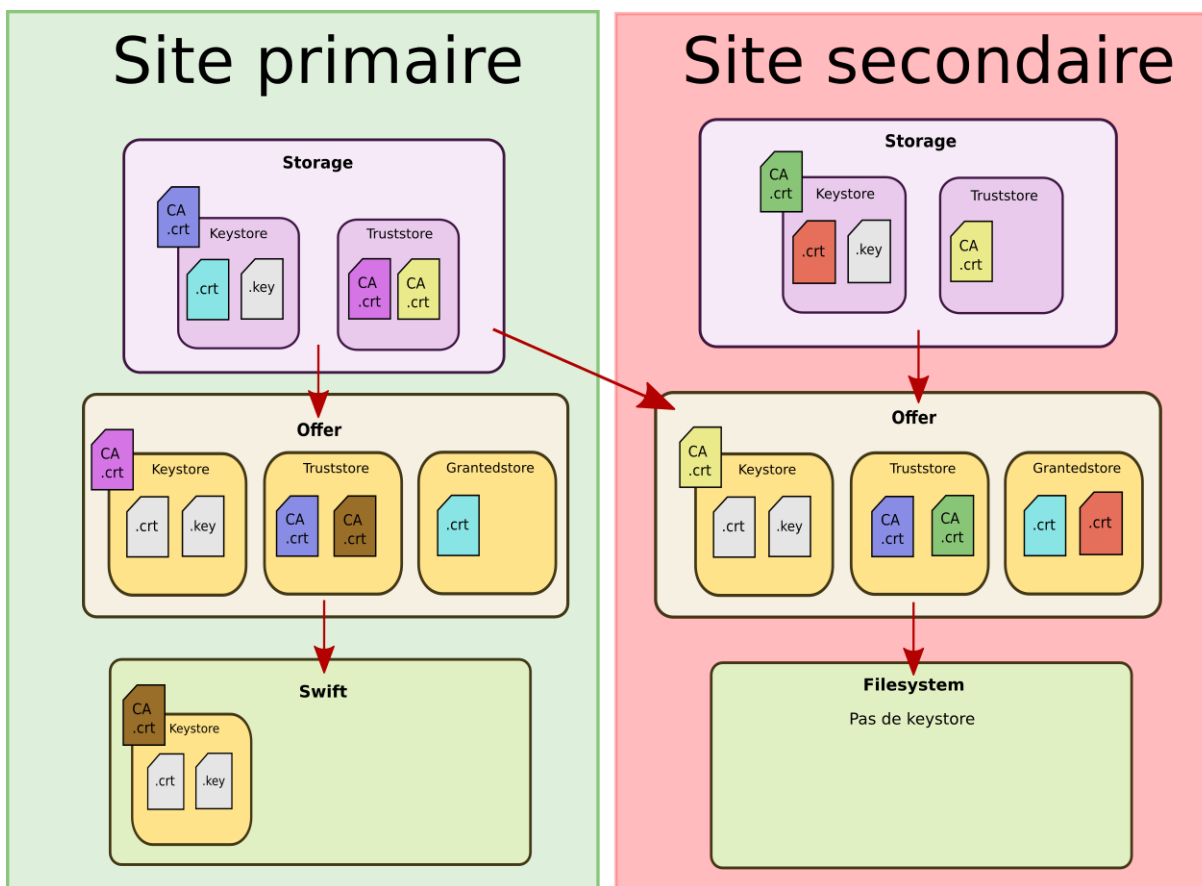 Site primaire
Storage
CA
.crt
Keystore
.crt
.key
Truststore
CA
.crt
CA
.crt
Offer
CA
.crt
Keystore
.crt
.key
Truststore
CA
.crt
CA
.crt
Grantedstore
.crt
Swift
CA
.crt
Keystore
.crt
.key
Site secondaire
Storage
CA
.crt
Keystore
.crt
.key
Truststore
CA
.crt
Offer
CA
.crt
Keystore
.crt
.key
Truststore
CA
.crt
CA
.crt
Grantedstore
.crt
.crt
Filesystem
Pas de keystore